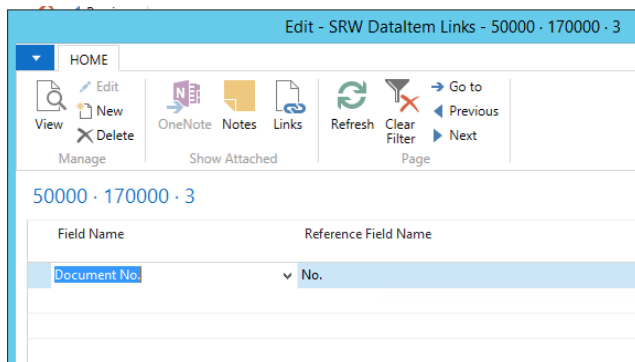 Edit - SRW DataItem Links - 50000 · 170000 · 3
HOME
View
Edit
New
Delete
Manage
OneNote
Notes
Links
Show Attached
Refresh
Clear
Filter
Go to
Previous
Next
Page
50000 · 170000 · 3
Field Name Reference Field Name
Document No. No.